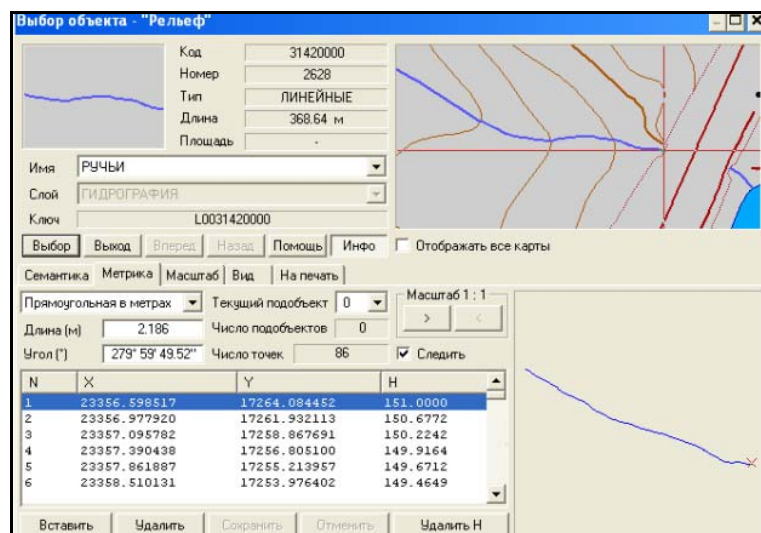 Выбор объекта - "Рельеф"
Код 31420000
Номер 2628
Тип ЛИНЕЙНЫЕ
Длина 368.64 м
Площадь -
Имя РУЧЬИ
Слой ГИДРОГРАФИЯ
Ключ L0031420000
Выбор Выход Вперед Назад Помощь Инфо Отображать все карты
Семантика Метрика Масштаб Вид На печать
Прямоугольная в метрах Текущий подобъект 0 Масштаб 1 : 1
Длина (м) 2.186 Число подобъектов 0 > <
Угол (°) 279° 59' 49.52" Число точек 86 Следить
N X Y H
1 23356.598517 17264.084452 151.0000
2 23356.977920 17261.932113 150.6772
3 23357.095782 17258.867691 150.2242
4 23357.390438 17256.805100 149.9164
5 23357.861887 17255.213957 149.6712
6 23358.510131 17253.976402 149.4649
Вставить Удалить Сохранить Отменить Удалить H